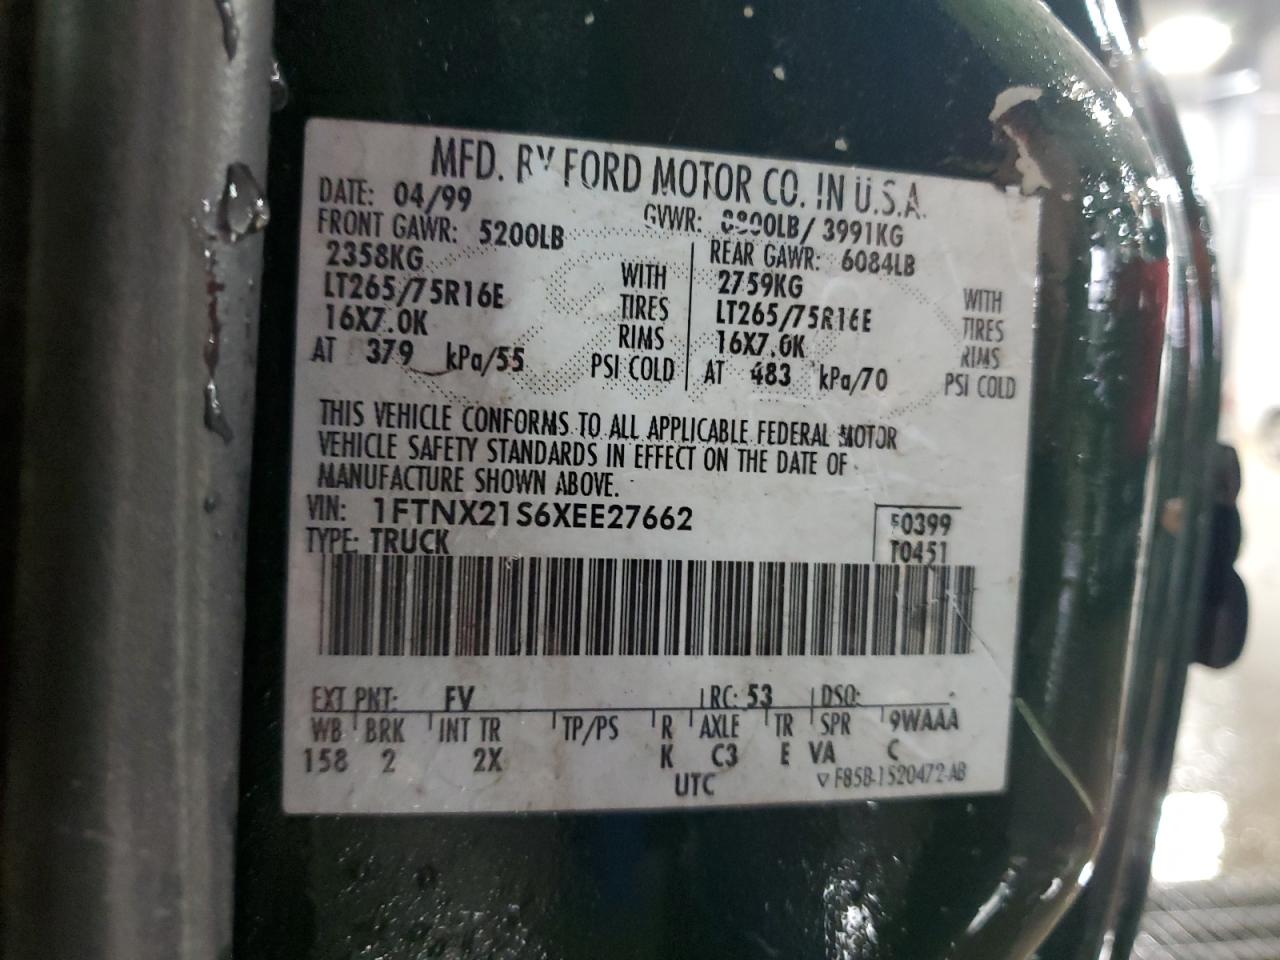 MFD. BY FORD MOTOR CO. IN U.S.A.
DATE: 04/99 GVWR: 8800LB/ 3991KG
FRONT GAWR: 5200LB REAR GAWR: 6084LB
2358KG WITH 2759KG WITH
LT265/75R16E TIRES LT265/75R16E TIRES
16X7.0K RIMS 16X7.0K RIMS
AT 379 kPa/55 PSI COLD AT 483 kPa/70 PSI COLD
THIS VEHICLE CONFORMS TO ALL APPLICABLE FEDERAL MOTOR
VEHICLE SAFETY STANDARDS IN EFFECT ON THE DATE OF
MANUFACTURE SHOWN ABOVE.
VIN: 1FTNX21S6XEE27662 F0399
TYPE: TRUCK T0451
EXT PNT: FV RC: 53 DSO:
WB BRK INT TR TP/PS R AXLE TR SPR 9WAAA
158 2 2X K C3 E VA C
UTC ▽ F85B-1520472-AB